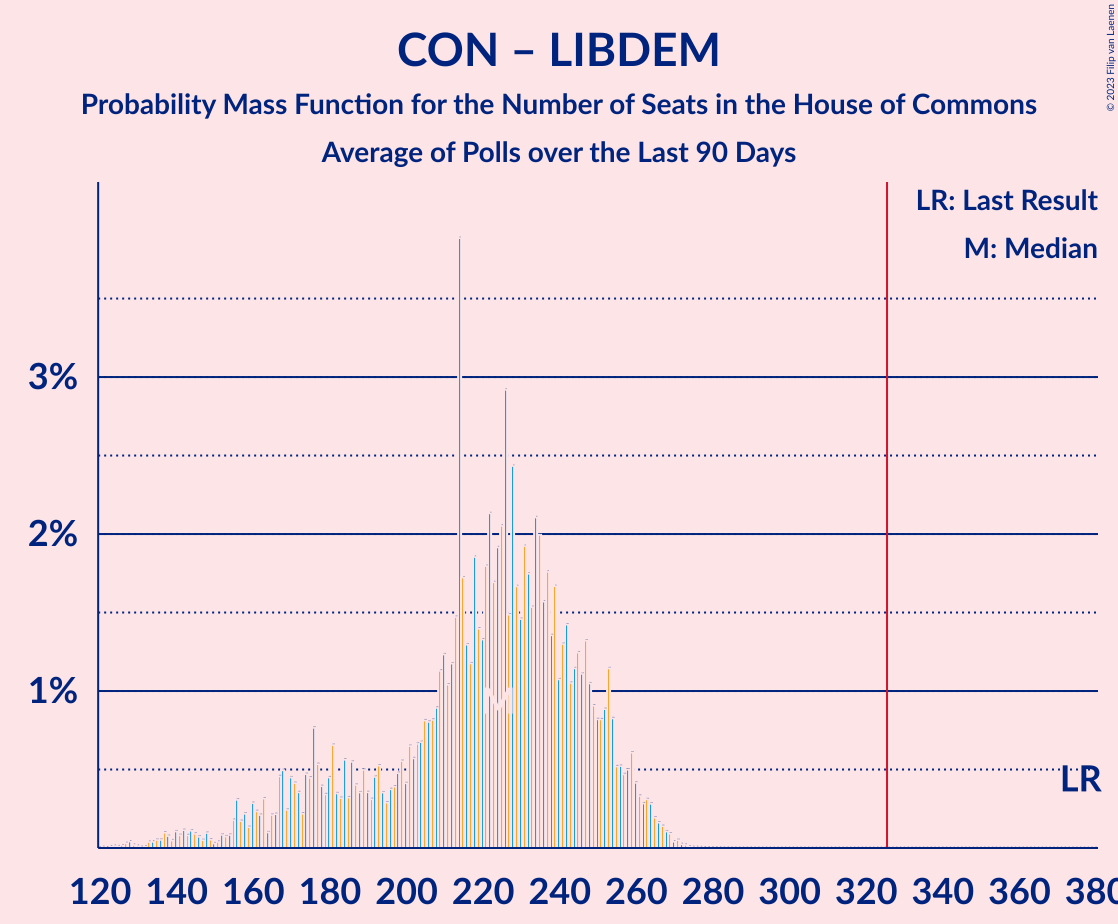 CON – LIBDEM
Probability Mass Function for the Number of Seats in the House of Commons
Average of Polls over the Last 90 Days
© 2023 Filip van Laenen
LR: Last Result
M: Median
3%
2%
1%
M
LR
120 140 160 180 200 220 240 260 280 300 320 340 360 380